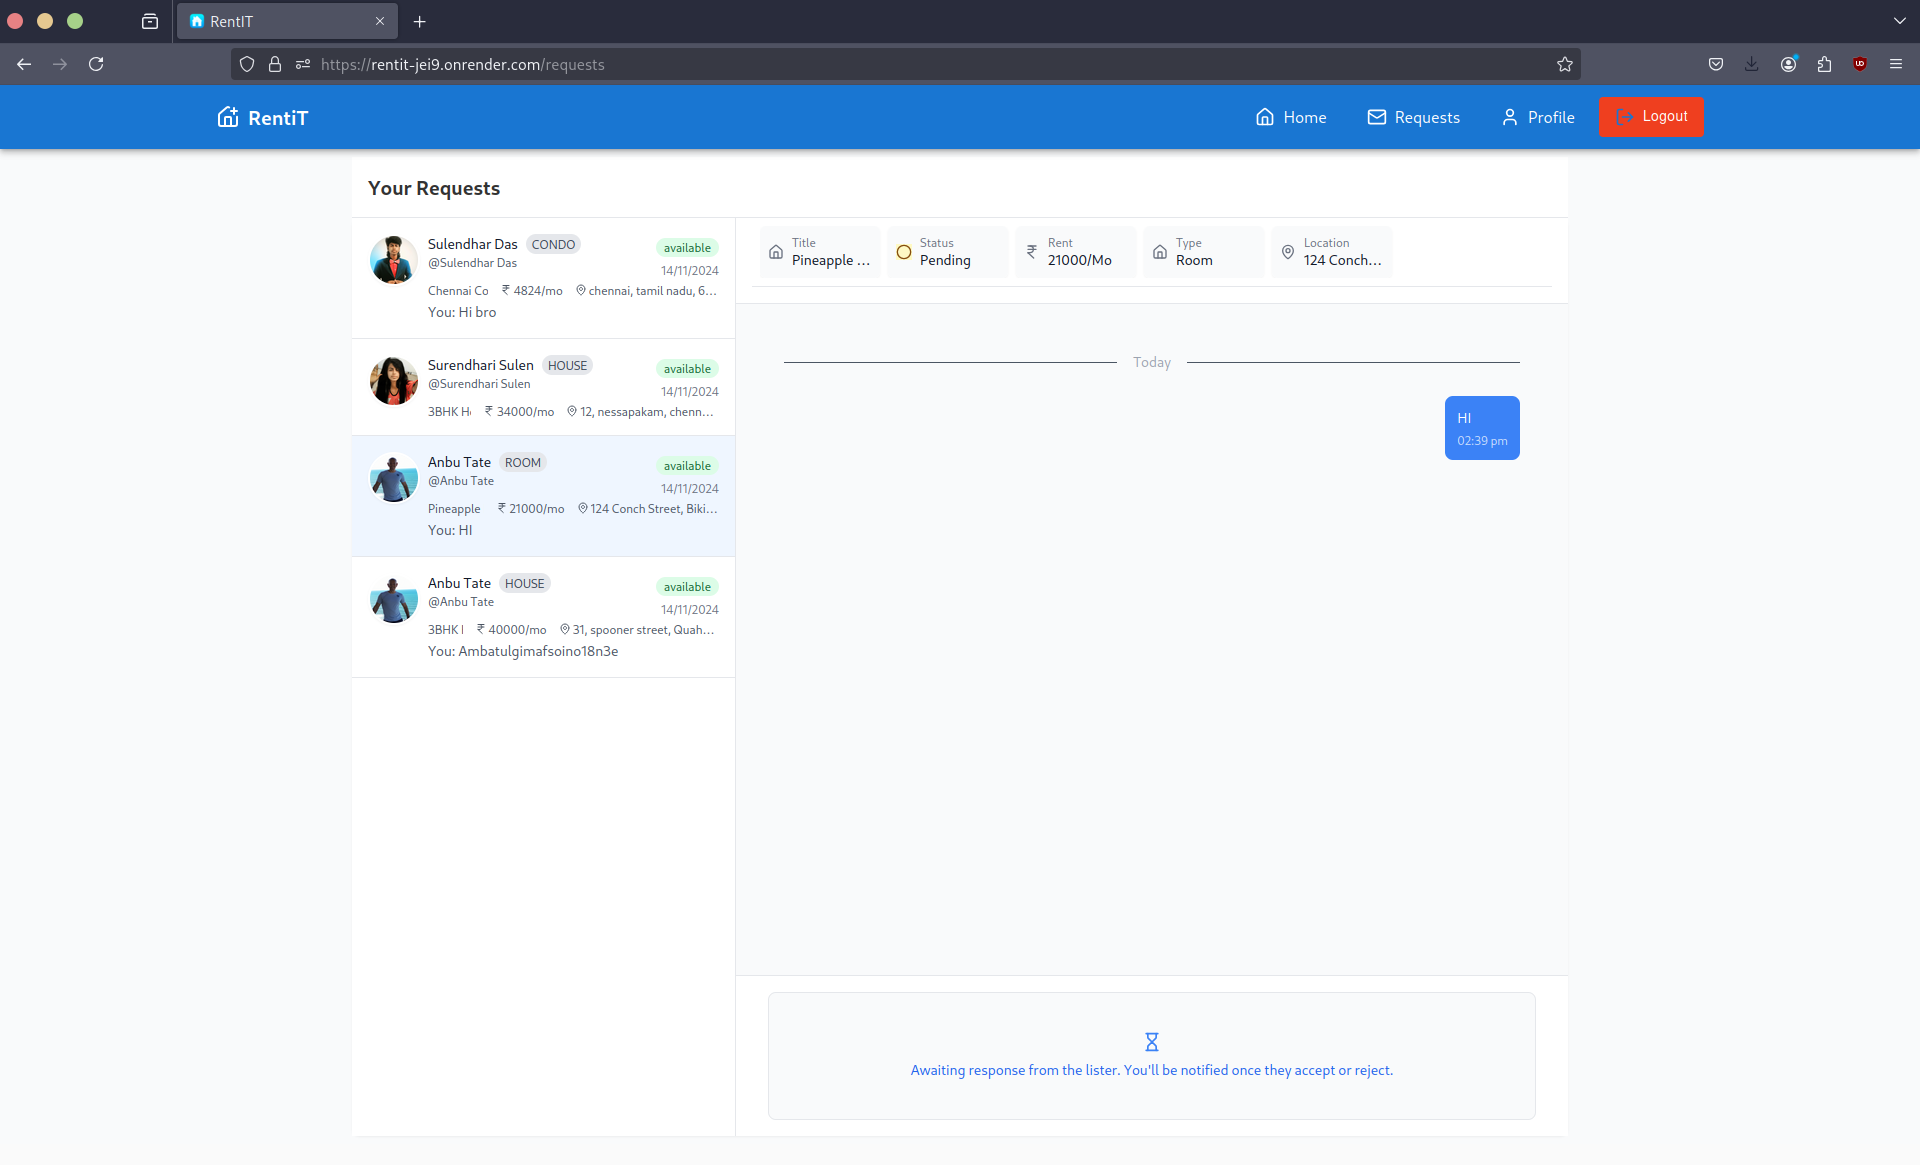 RentIT
https://rentit-jei9.onrender.com/requests
RentiT
Home
Requests
Profile
Logout
Your Requests
Sulendhar Das CONDO
available
@Sulendhar Das
14/11/2024
Chennai Co ₹ 4824/mo chennai, tamil nadu, 6...
You: Hi bro
Surendhari Sulen HOUSE
available
@Surendhari Sulen
14/11/2024
3BHK Ho ₹ 34000/mo 12, nessapakam, chenn...
Anbu Tate ROOM
available
@Anbu Tate
14/11/2024
Pineapple ₹ 21000/mo 124 Conch Street, Biki...
You: HI
Anbu Tate HOUSE
available
@Anbu Tate
14/11/2024
3BHK ₹ 40000/mo 31, spooner street, Quah...
You: Ambatulgimafsoino18n3e
Title
Pineapple ...
Status
Pending
Rent
21000/Mo
Type
Room
Location
124 Conch...
Today
HI
02:39 pm
Awaiting response from the lister. You'll be notified once they accept or reject.